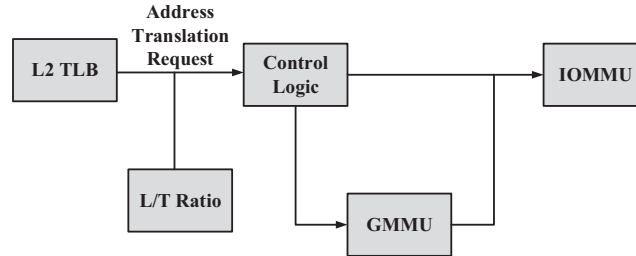 Address
Translation
Request
L2 TLB
Control
Logic
IOMMU
L/T Ratio
GMMU